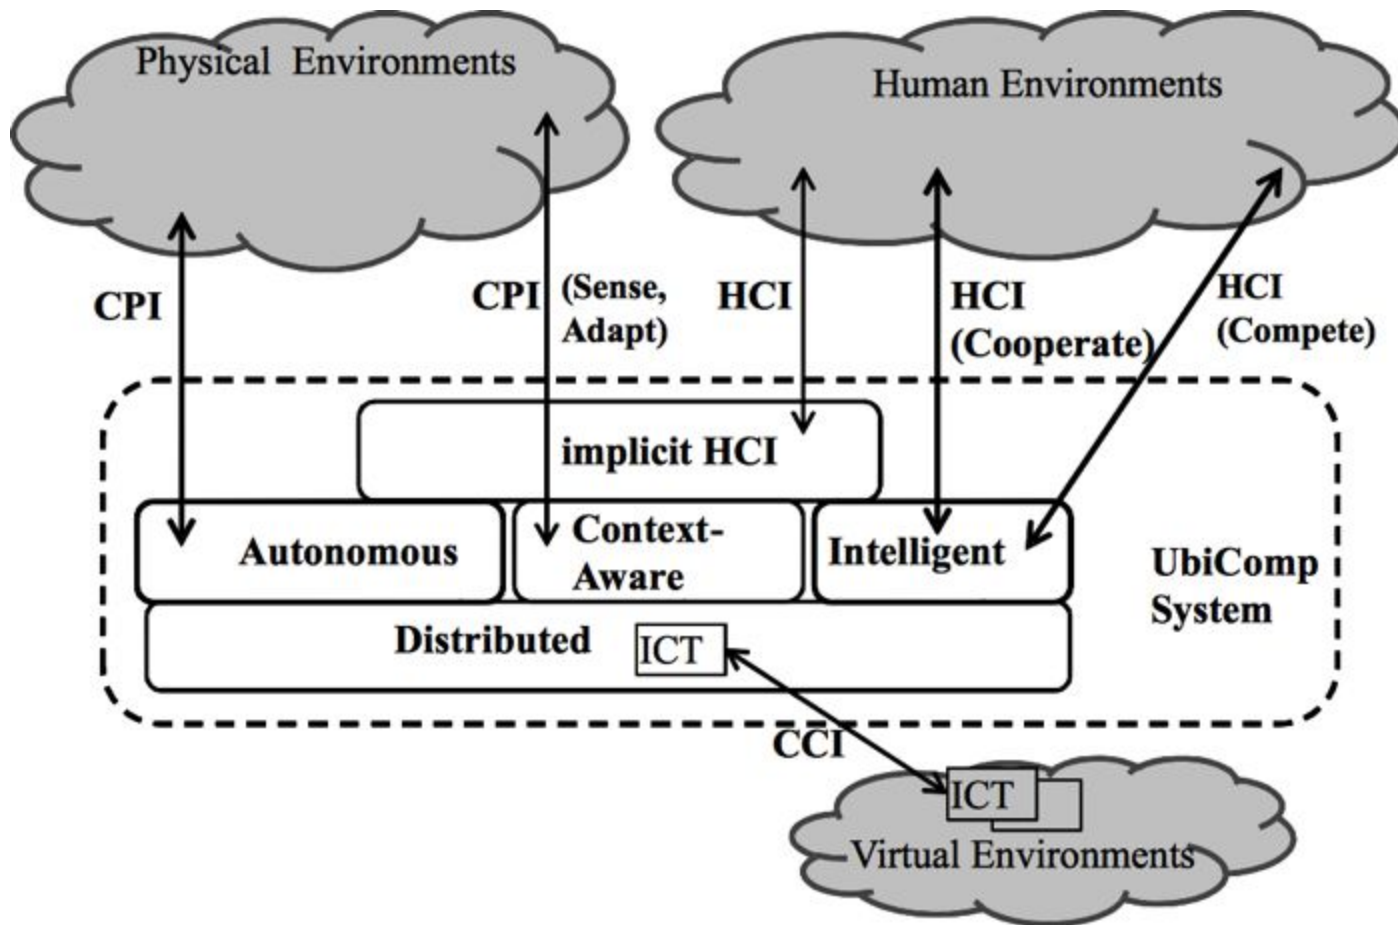 Physical Environments
Human Environments
CPI
CPI
(Sense,
Adapt)
HCI
HCI
(Cooperate)
HCI
(Compete)
implicit HCI
Autonomous
Context-
Aware
Intelligent
UbiComp
System
Distributed
ICT
CCI
ICT
Virtual Environments